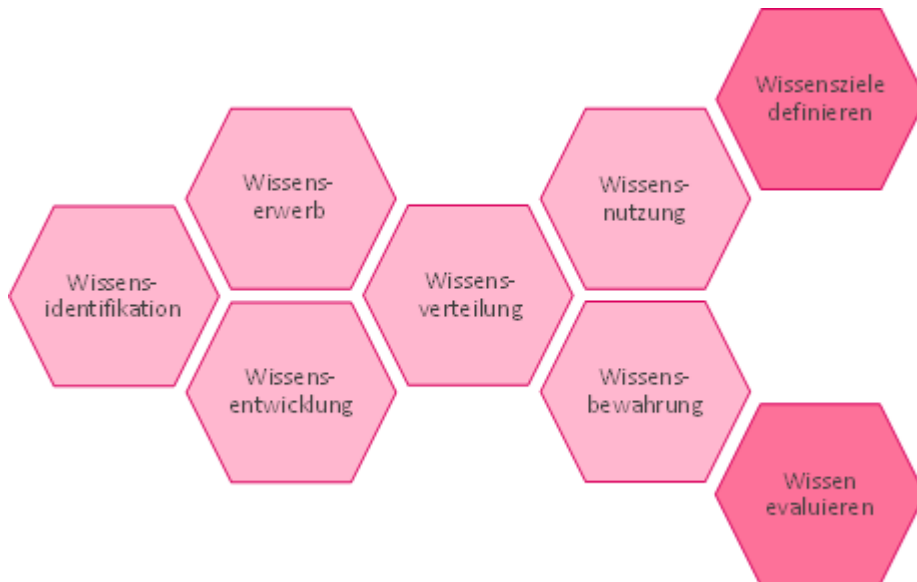 Wissensziele
definieren
Wissens-
erwerb
Wissens-
nutzung
Wissens-
identifikation
Wissens-
verteilung
Wissens-
entwicklung
Wissens-
bewahrung
Wissen
evaluieren